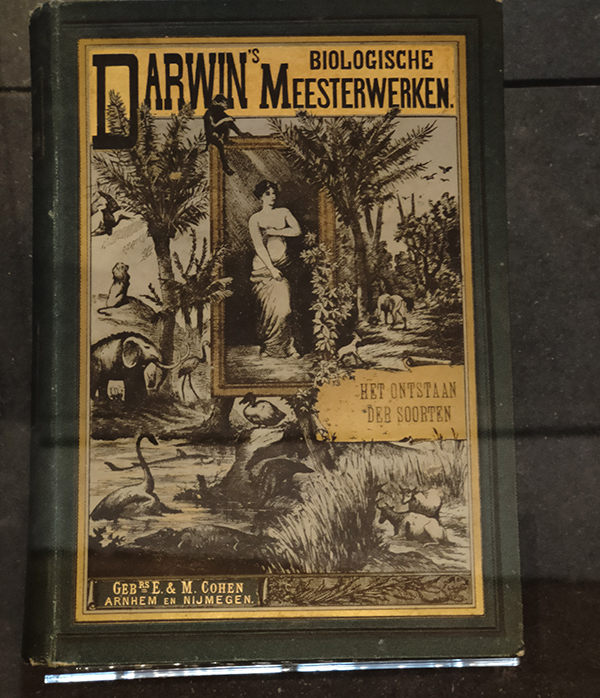 DARWIN'S BIOLOGISCHE
MEESTERWERKEN.
HET ONTSTAAN
DER SOORTEN
GEBRS E. & M. COHEN
ARNHEM EN NIJMEGEN.